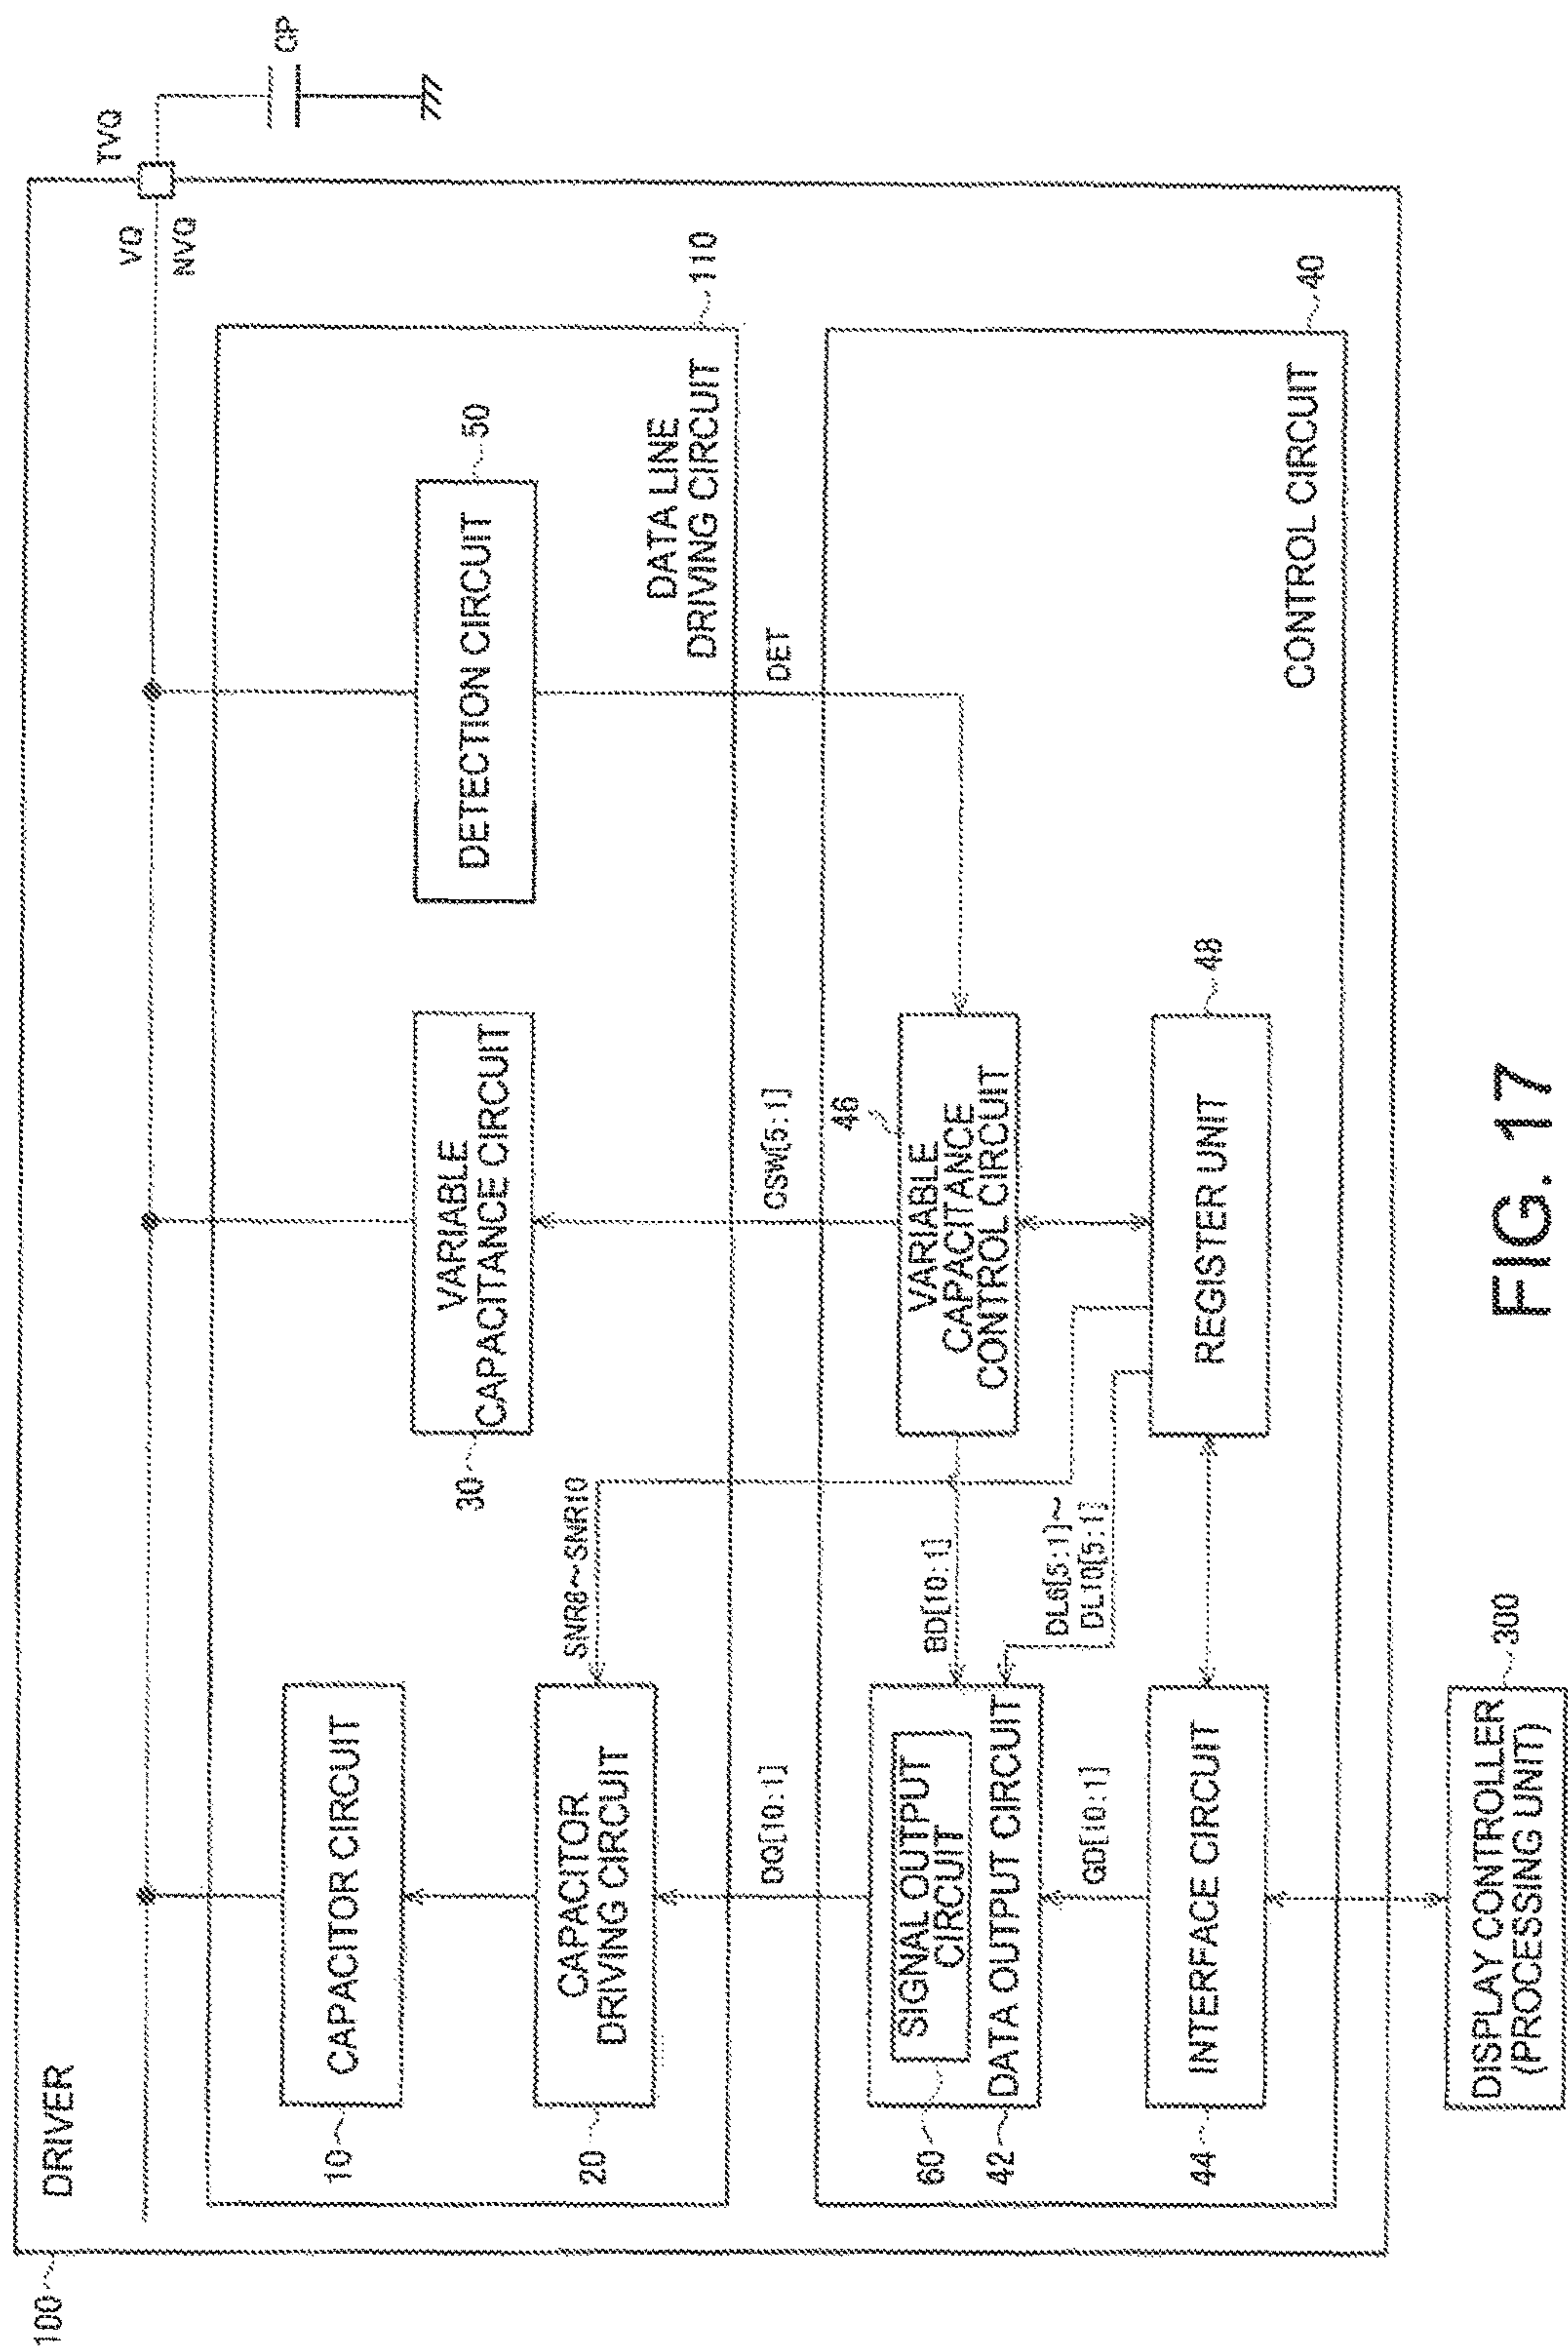 100
DRIVER
VQ
NVQ
TVQ
CP
10
CAPACITOR CIRCUIT
20
CAPACITOR
DRIVING CIRCUIT
SNR6~SNR10
30
VARIABLE
CAPACITANCE CIRCUIT
50
DETECTION CIRCUIT
DATA LINE
DRIVING CIRCUIT
110
DQ[10:1]
CSW[5:1]
DET
60
SIGNAL OUTPUT
CIRCUIT
42
DATA OUTPUT CIRCUIT
BD[10:1]
46
VARIABLE
CAPACITANCE
CONTROL CIRCUIT
DL6[5:1]~
DL10[5:1]
GD[10:1]
44
INTERFACE CIRCUIT
REGISTER UNIT
48
CONTROL CIRCUIT
40
DISPLAY CONTROLLER
(PROCESSING UNIT)
300
FIG. 17